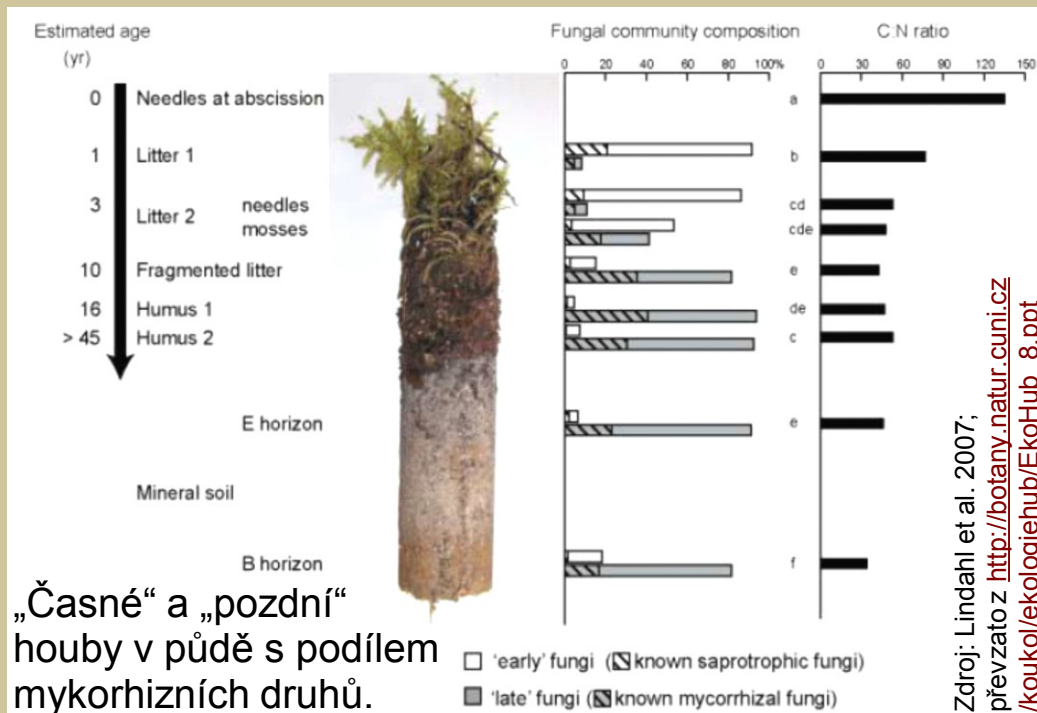 Estimated age
(yr)
Fungal community composition
C:N ratio
0 20 40 60 80 100%
0 30 60 90 120 150
0 Needles at abscission a
1 Litter 1 b
3 Litter 2 needles cd
mosses cde
10 Fragmented litter e
16 Humus 1 de
> 45 Humus 2 c
E horizon e
Mineral soil
B horizon f
„Časné“ a „pozdní“
houby v půdě s podílem
mykorhizních druhů.
'early' fungi (known saprotrophic fungi)
'late' fungi (known mycorrhizal fungi)
Zdroj: Lindahl et al. 2007;
převzato z http://botany.natur.cuni.cz
/koukol/ekologiehub/EkoHub_8.ppt